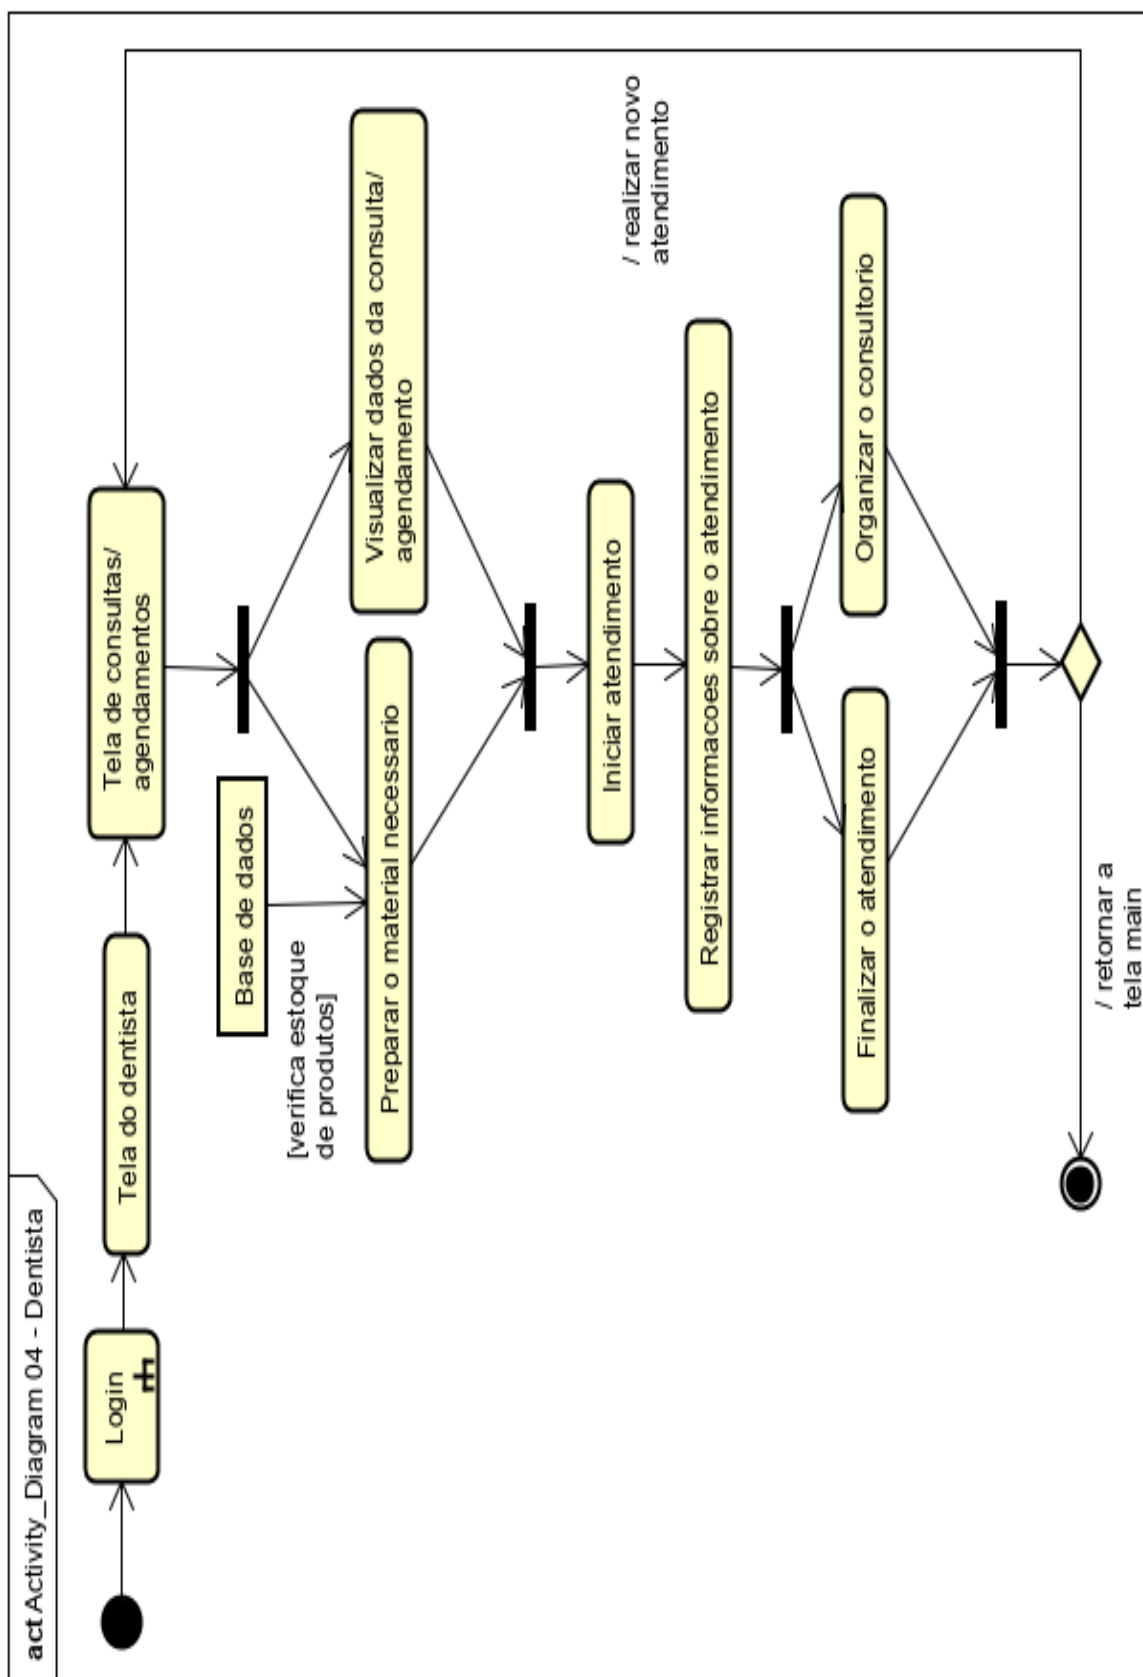 act Activity_Diagram 04 - Dentista
Login
Tela do dentista
Tela de consultas/
agendamentos
Base de dados
[verifica estoque
de produtos]
Preparar o material necessario
Visualizar dados da consulta/
agendamento
Iniciar atendimento
/ realizar novo
atendimento
Registrar informacoes sobre o atendimento
Finalizar o atendimento
Organizar o consultorio
/ retornar a
tela main